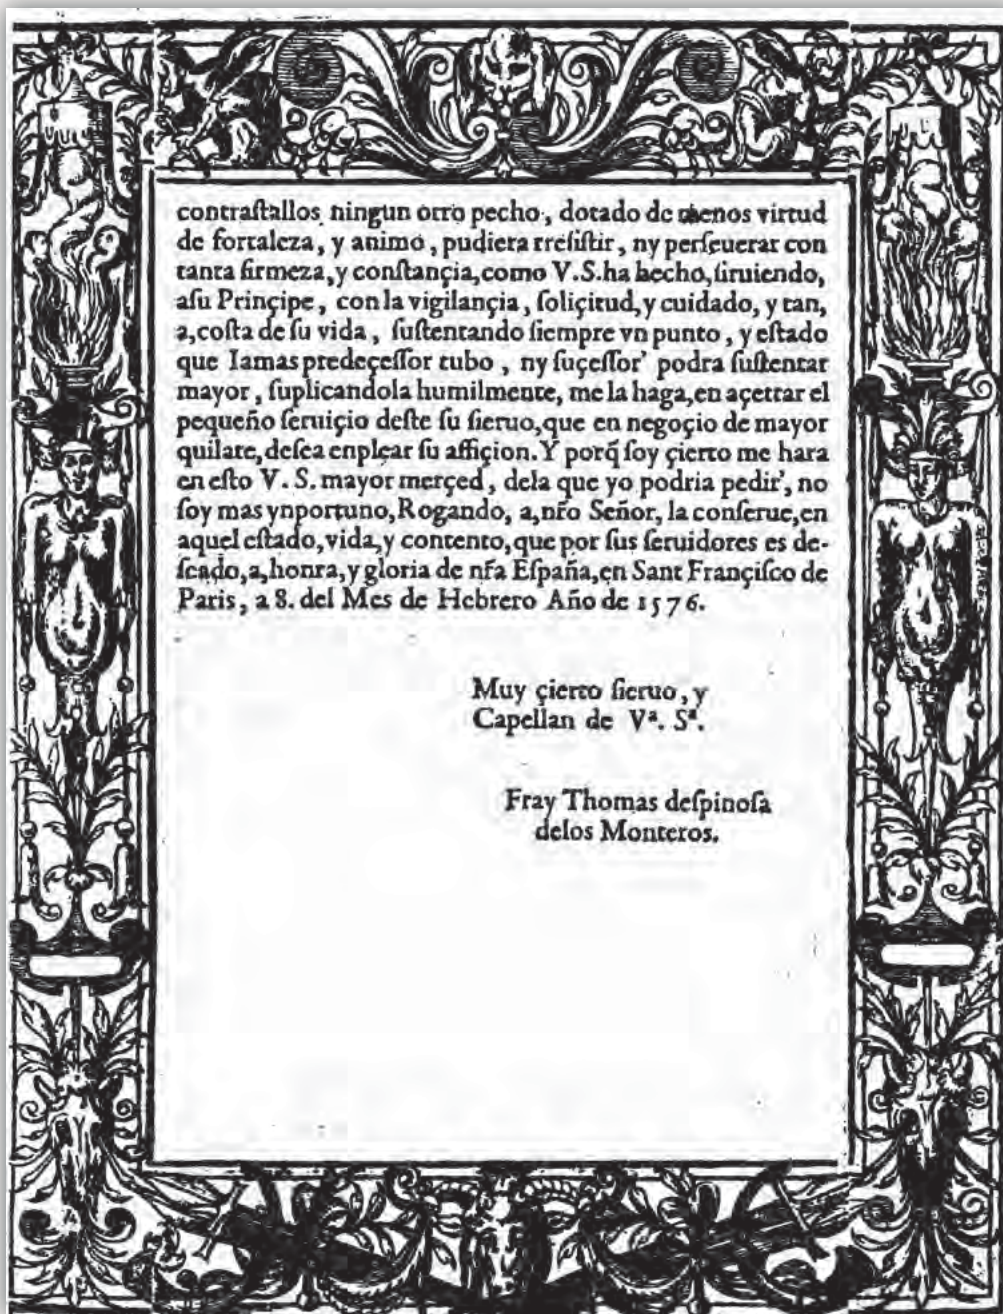 contraſtallos ningun otro pecho, dotado de menos virtud
de fortaleza, y animo, pudiera rreſiſtir, ny perſeuerar con
tanta firmeza, y conſtançia, como V.S. ha hecho, ſiruiendo,
aſu Prinçipe, con la vigilançia, ſoliçitud, y cuidado, y tan,
a, coſta de ſu vida, ſuſtentando ſiempre vn punto, y eſtado
que Iamas predeçeſſor tubo, ny ſuçeſſor' podra ſuſtentar
mayor, ſuplicandola humilmente, me la haga, en açettar el
pequeño ſeruiçio deſte ſu ſieruo, que en negoçio de mayor
quilate, deſea enplear ſu affiçion. Y porq̃ ſoy çierto me hara
en eſto V.S. mayor merçed, dela que yo podria pedir', no
ſoy mas ynportuno, Rogando, a, nr̃o Señor, la conſerue, en
aquel eſtado, vida, y contento, que por ſus ſeruidores es de-
ſeado, a, honra, y gloria de nr̃a Eſpaña, en Sant Françiſco de
Paris, a 8. del Mes de Hebrero Año de 1576.
Muy çierto ſieruo, y
Capellan de Vª. Sª.
Fray Thomas deſpinoſa
delos Monteros.